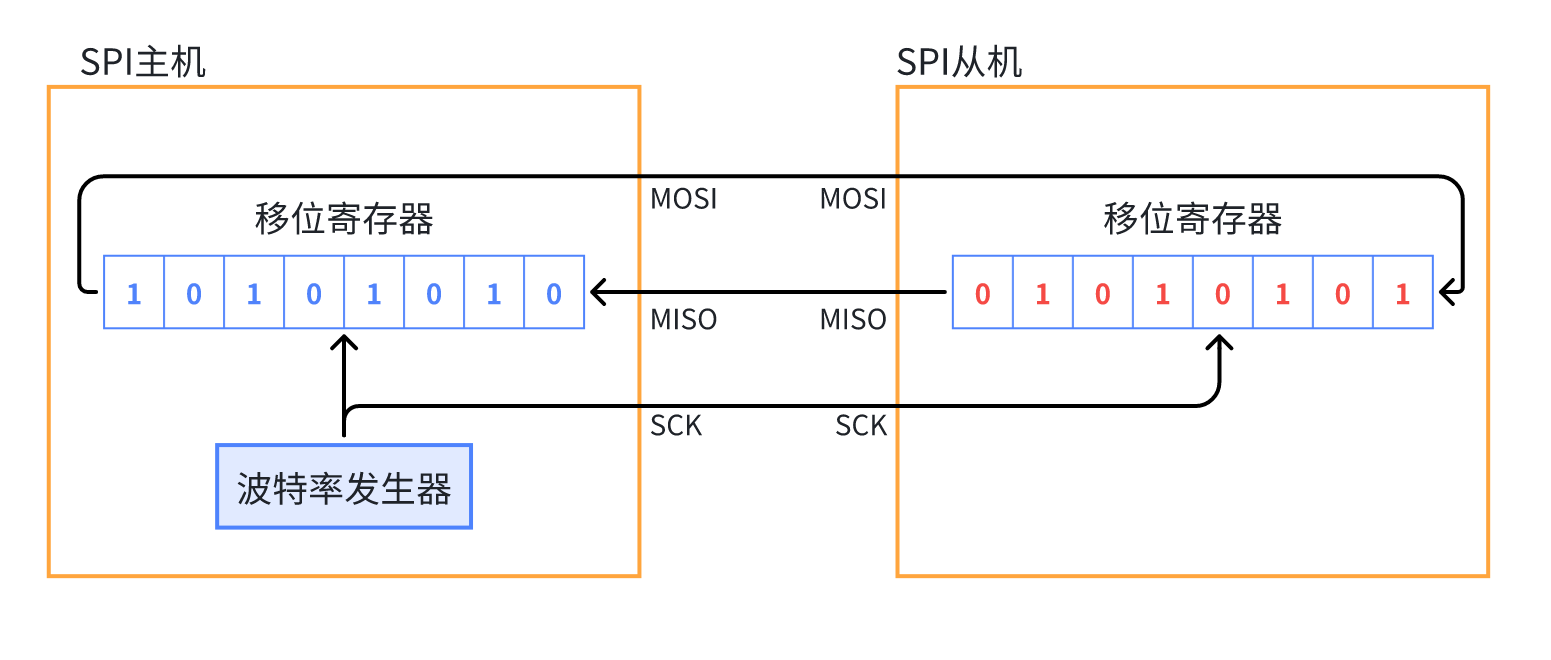 SPI主机
SPI从机
MOSI
MOSI
移位寄存器
移位寄存器
1 0 1 0 1 0 1 0
0 1 0 1 0 1 0 1
MISO
MISO
SCK
SCK
波特率发生器